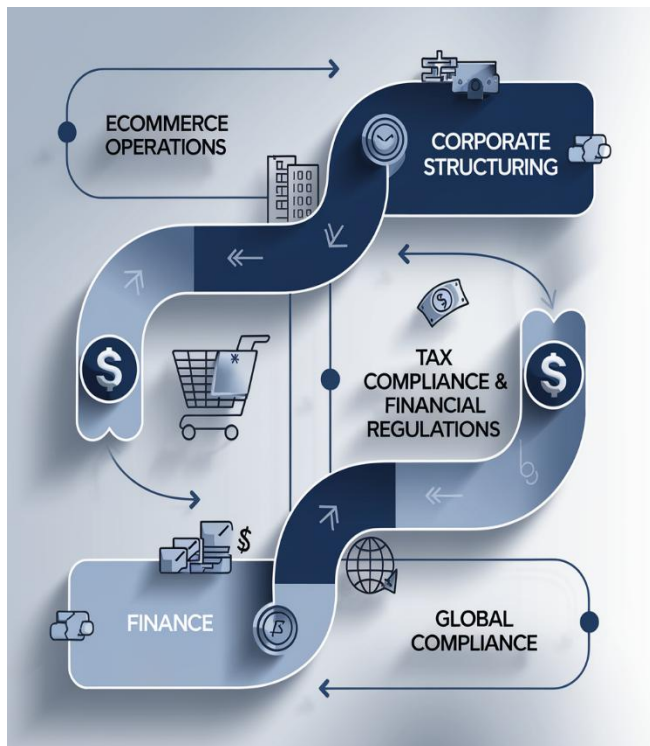 ECOMMERCE
OPERATIONS
CORPORATE
STRUCTURING
$
$
$
TAX
COMPLIANCE &
FINANCIAL
REGULATIONS
$
FINANCE
GLOBAL
COMPLIANCE